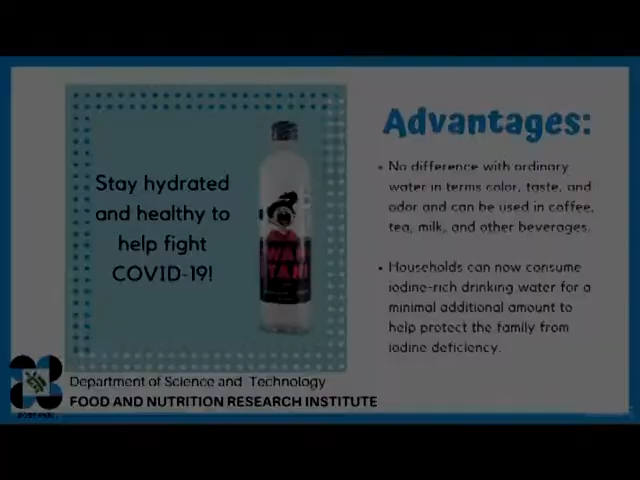 Stay hydrated
and healthy to
help fight
COVID-19!
Advantages:
No difference with ordinary
water in terms color, taste, and
odor and can be used in coffee,
tea, milk, and other beverages.
Households can now consume
iodine-rich drinking water for a
minimal additional amount to
help protect the family from
iodine deficiency.
Department of Science and Technology
FOOD AND NUTRITION RESEARCH INSTITUTE